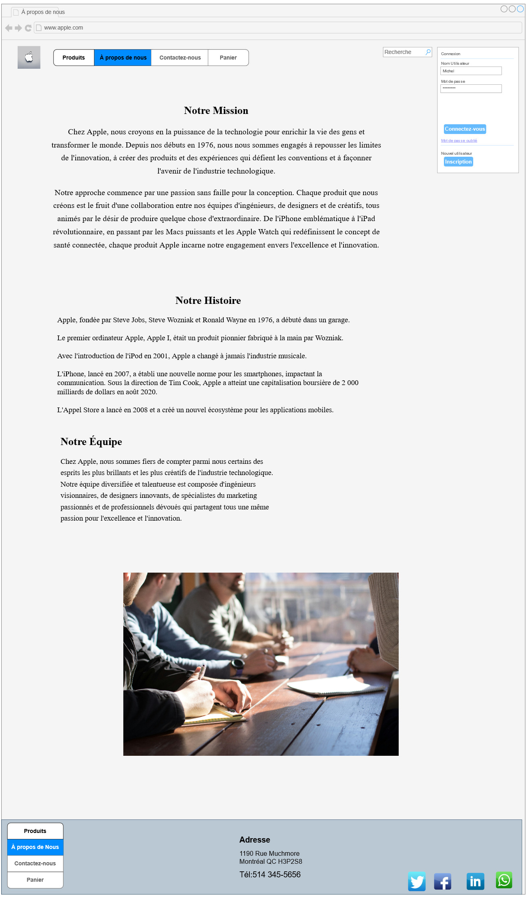 À propos de nous
www.apple.com
Produits
À propos de nous
Contactez-nous
Panier
Recherche
Connexion
Nom Utilisateur
Michel
Mot de passe
********
Connectez-vous
Mot de passe oublié
Nouvel utilisateur
Inscription
Notre Mission
Chez Apple, nous croyons en la puissance de la technologie pour enrichir la vie des gens et
transformer le monde. Depuis nos débuts en 1976, nous nous sommes engagés à repousser les limites
de l'innovation, à créer des produits et des expériences qui défient les conventions et à façonner
l'avenir de l'industrie technologique.
Notre approche commence par une passion sans faille pour la conception. Chaque produit que nous
créons est le fruit d'une collaboration entre nos équipes d'ingénieurs, de designers et de créatifs, tous
animés par le désir de produire quelque chose d'extraordinaire. De l'iPhone emblématique à l'iPad
révolutionnaire, en passant par les Macs puissants et les Apple Watch qui redéfinissent le concept de
santé connectée, chaque produit Apple incarne notre engagement envers l'excellence et l'innovation.
Notre Histoire
Apple, fondée par Steve Jobs, Steve Wozniak et Ronald Wayne en 1976, a débuté dans un garage.
Le premier ordinateur Apple, Apple I, était un produit pionnier fabriqué à la main par Wozniak.
Avec l'introduction de l'iPod en 2001, Apple a changé à jamais l'industrie musicale.
L'iPhone, lancé en 2007, a établi une nouvelle norme pour les smartphones, impactant la
communication. Sous la direction de Tim Cook, Apple a atteint une capitalisation boursière de 2 000
milliards de dollars en août 2020.
L'Appel Store a lancé en 2008 et a créé un nouvel écosystème pour les applications mobiles.
Notre Équipe
Chez Apple, nous sommes fiers de compter parmi nous certains des
esprits les plus brillants et les plus créatifs de l'industrie technologique.
Notre équipe diversifiée et talentueuse est composée d'ingénieurs
visionnaires, de designers innovants, de spécialistes du marketing
passionnés et de professionnels dévoués qui partagent tous une même
passion pour l'excellence et l'innovation.
Produits
À propos de Nous
Contactez-nous
Panier
Adresse
1190 Rue Muchmore
Montréal QC H3P2S8
Tél:514 345-5656